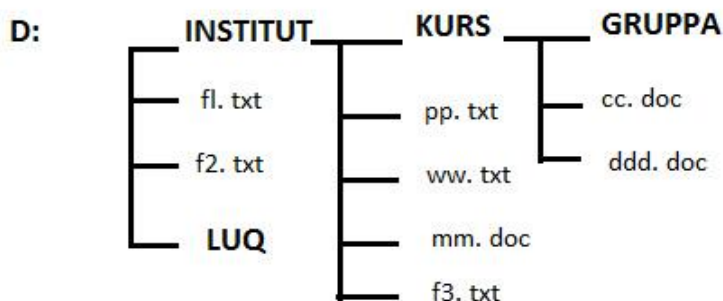 D: INSTITUT KURS GRUPPA
fl. txt pp. txt cc. doc
f2. txt ww. txt ddd. doc
LUQ mm. doc
f3. txt